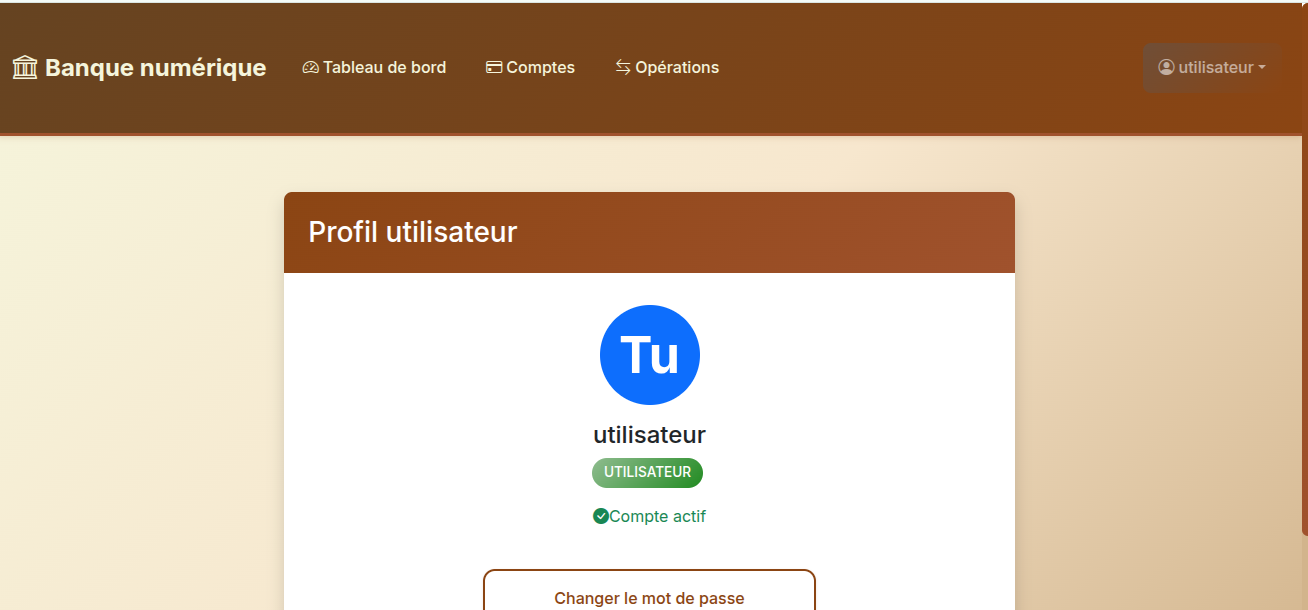 Banque numérique
Tableau de bord
Comptes
Opérations
utilisateur
Profil utilisateur
Tu
utilisateur
UTILISATEUR
Compte actif
Changer le mot de passe